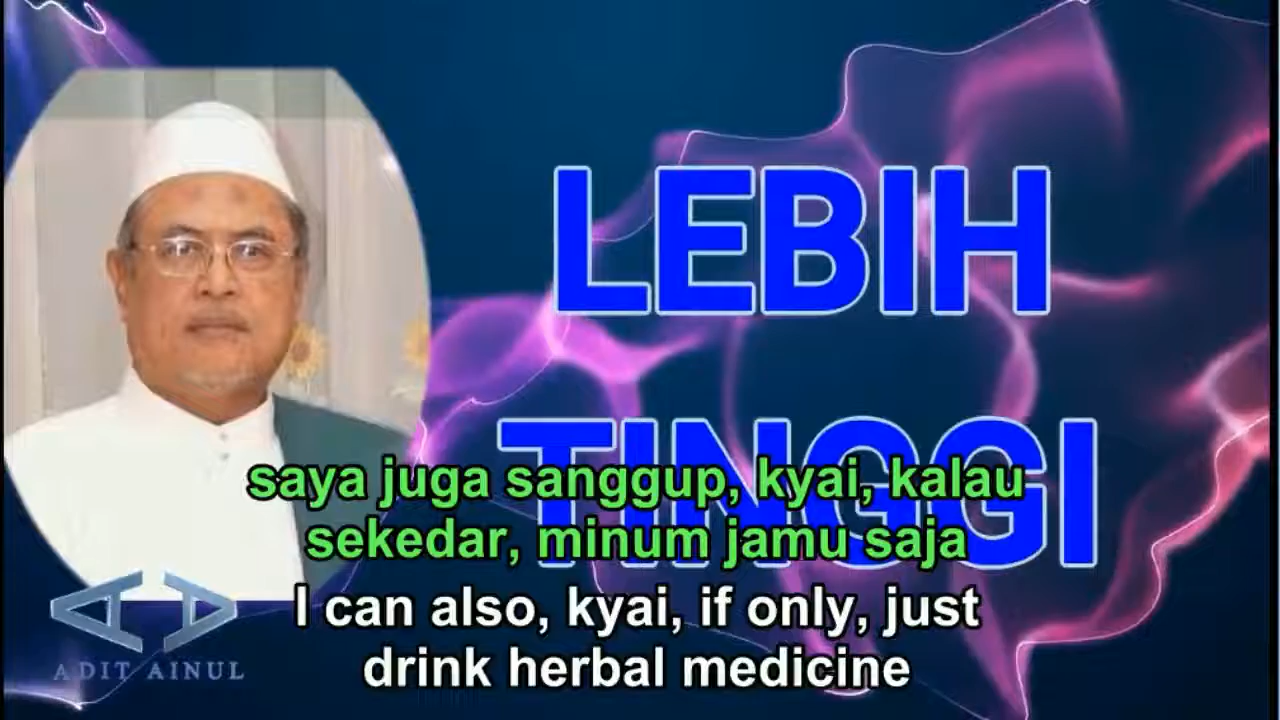 LEBIH
TINGGI
saya juga sanggup, kyai, kalau
sekedar, minum jamu saja
I can also, kyai, if only, just
drink herbal medicine
ADIT AINUL